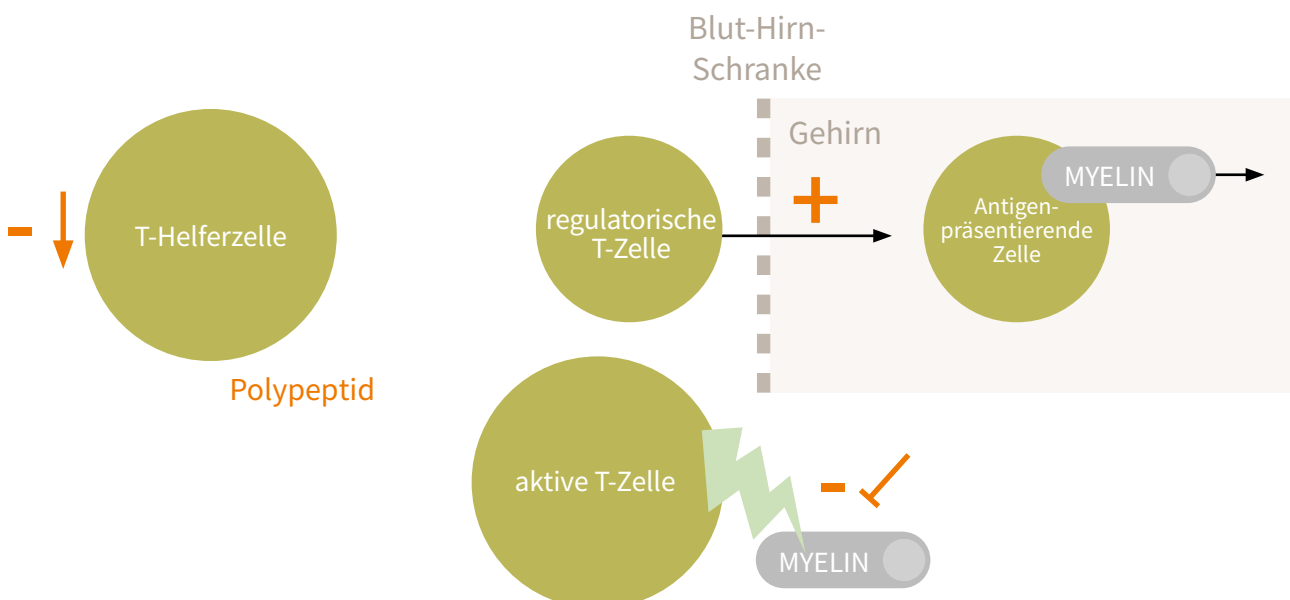 Blut-Hirn-
Schranke
Gehirn
MYELIN
T-Helferzelle
regulatorische
T-Zelle
Antigen-
präsentierende
Zelle
Polypeptid
aktive T-Zelle
MYELIN